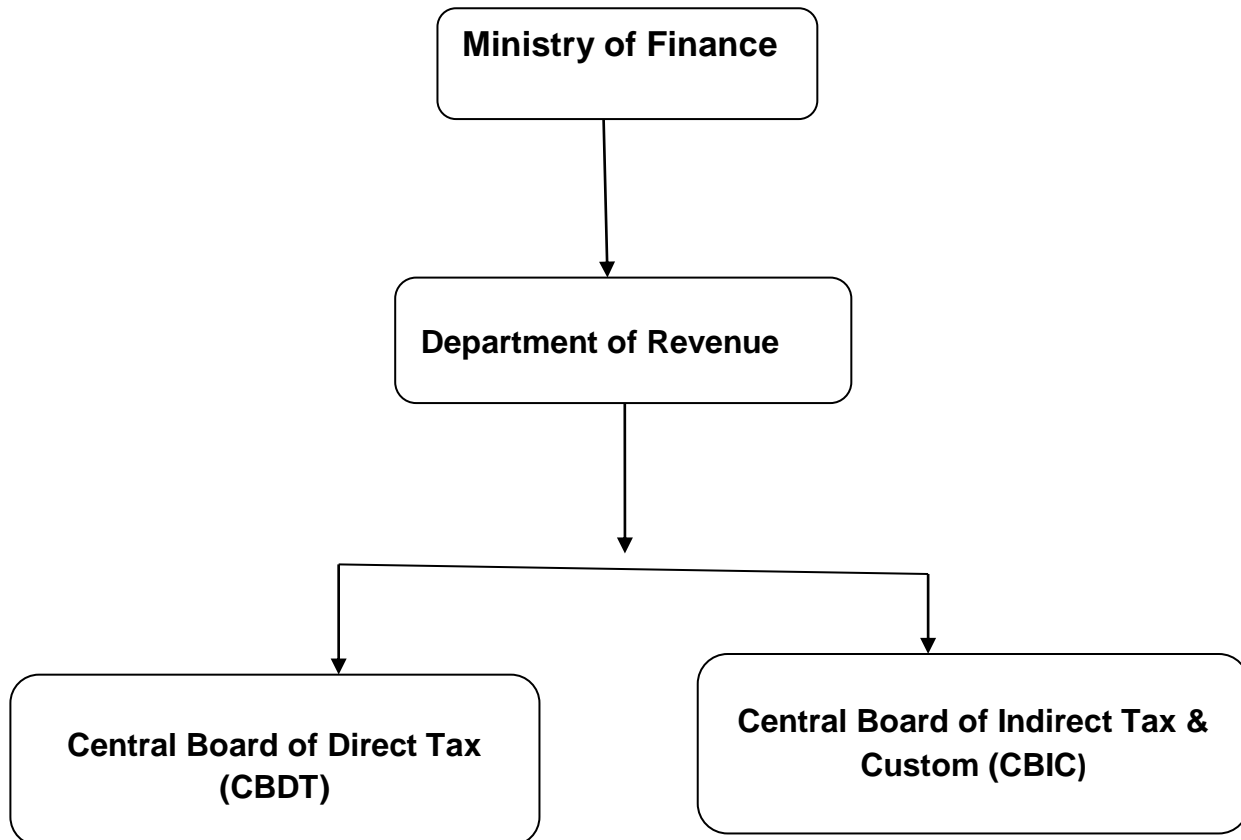 Ministry of Finance
Department of Revenue
Central Board of Direct Tax
(CBDT)
Central Board of Indirect Tax &
Custom (CBIC)